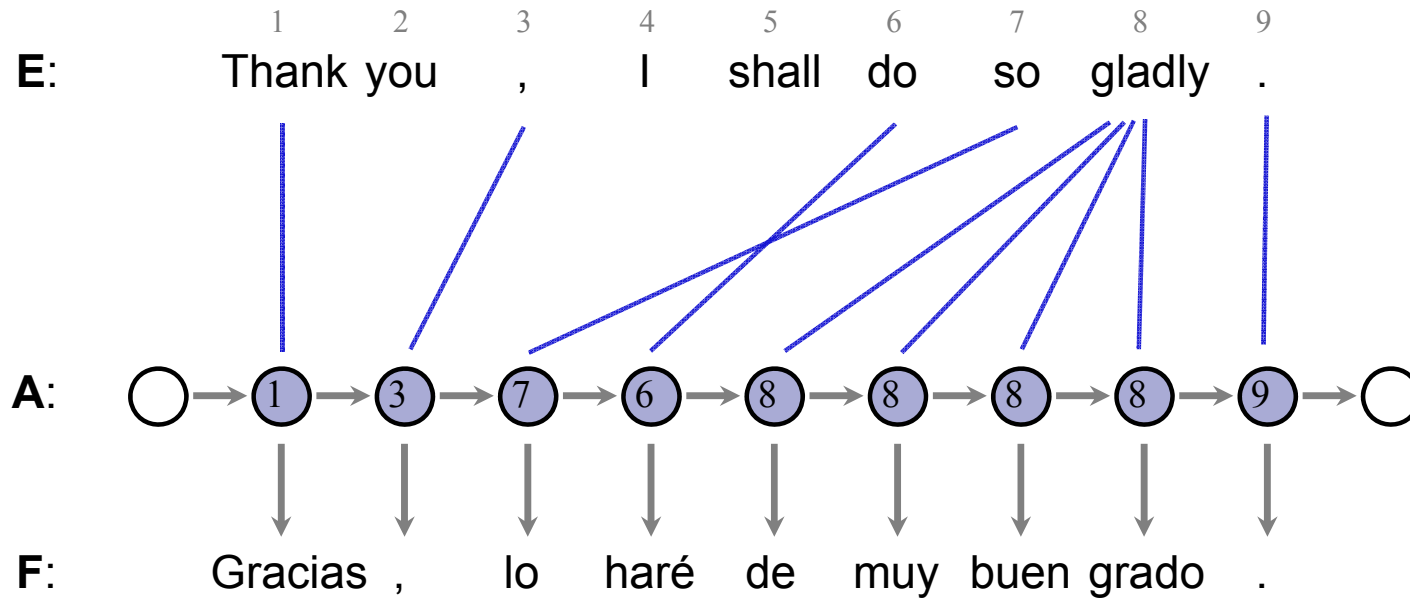 1 2 3 4 5 6 7 8 9
E: Thank you , I shall do so gladly .
A: 1 3 7 6 8 8 8 8 9
F: Gracias , lo haré de muy buen grado .